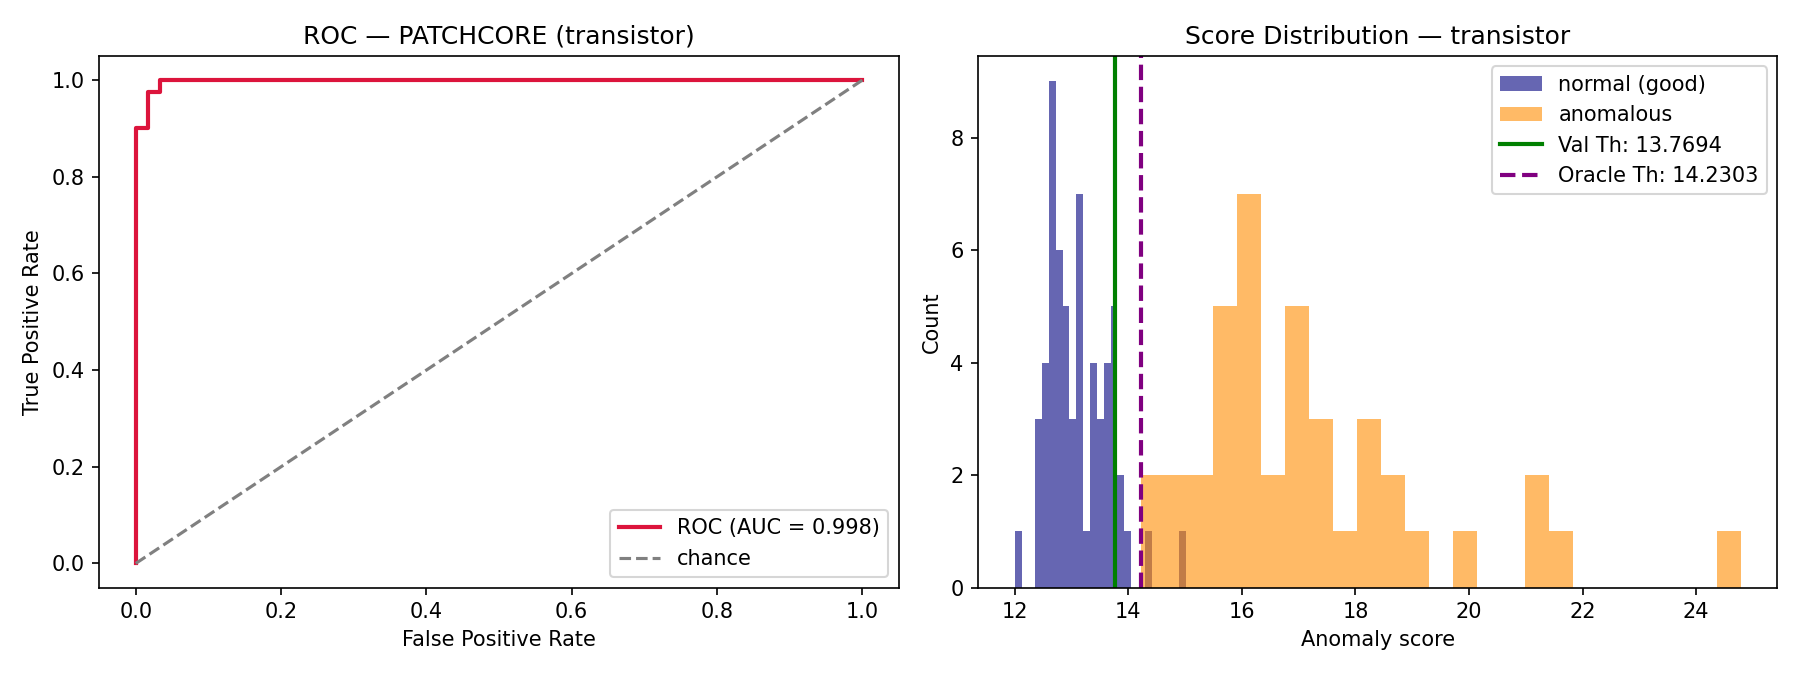 ROC — PATCHCORE (transistor)
1.0
0.8
0.6
0.4
0.2
0.0
True Positive Rate
ROC (AUC = 0.998)
chance
0.0 0.2 0.4 0.6 0.8 1.0
False Positive Rate
Score Distribution — transistor
normal (good)
anomalous
Val Th: 13.7694
Oracle Th: 14.2303
8
6
4
2
0
Count
12 14 16 18 20 22 24
Anomaly score